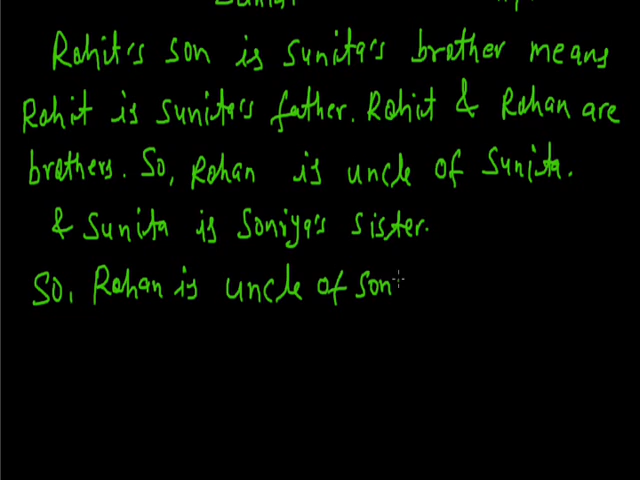 Rohit's son is Sunita's brother means
Rohit is Sunita's father. Rohit & Rohan are
brothers. So, Rohan is uncle of Sunita.
& Sunita is Soniya's sister.
So, Rohan is uncle of Son